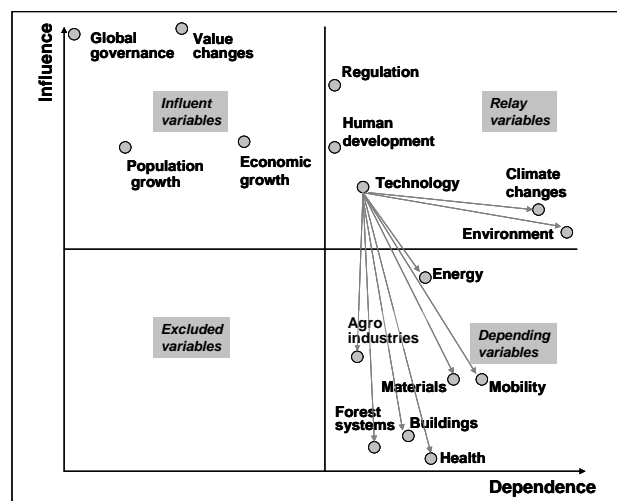 Influence
Global
governance
Value
changes
Regulation
Influent
variables
Relay
variables
Human
development
Population
growth
Economic
growth
Technology
Climate
changes
Environment
Energy
Excluded
variables
Agro
industries
Depending
variables
Materials
Mobility
Forest
systems
Buildings
Health
Dependence